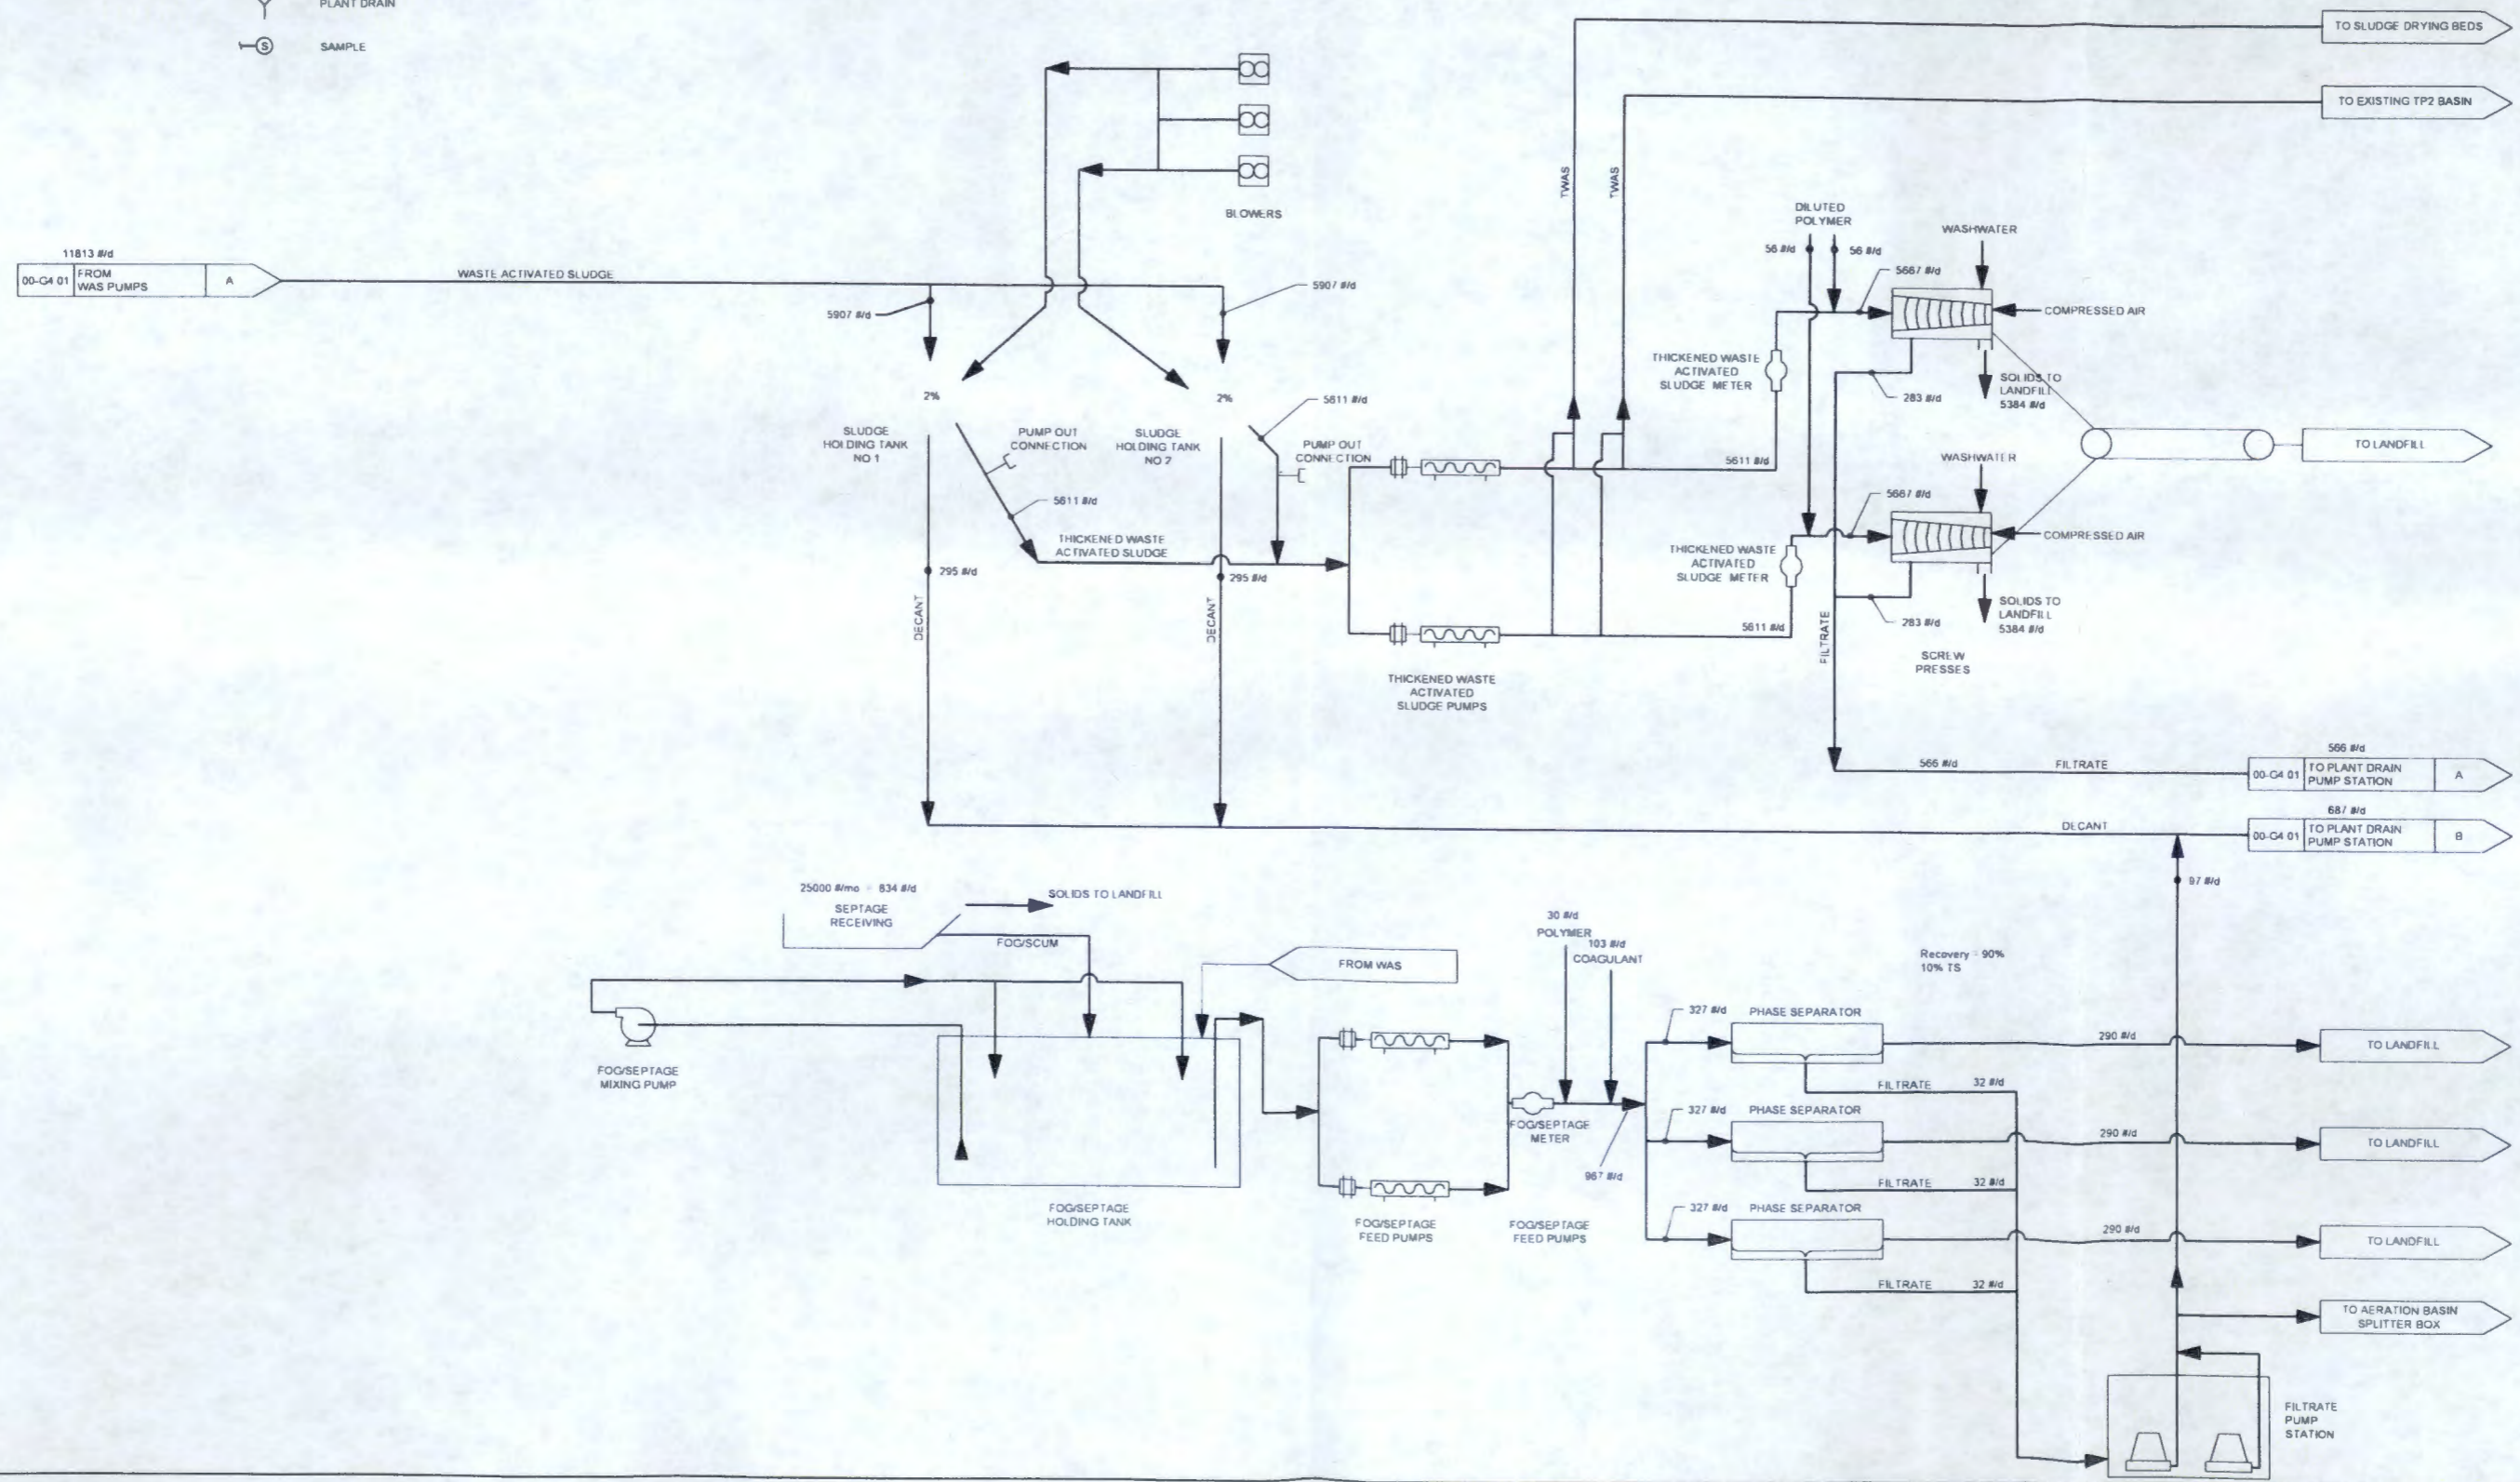 PLANT DRAIN
S
SAMPLE
TO SLUDGE DRYING BEDS
TO EXISTING TP2 BASIN
TWAS
TWAS
BLOWERS
11813 #/d
00-G4 01
FROM
WAS PUMPS
A
WASTE ACTIVATED SLUDGE
5907 #/d
5907 #/d
2%
2%
SLUDGE
HOLDING TANK
NO 1
PUMP OUT
CONNECTION
SLUDGE
HOLDING TANK
NO 2
5611 #/d
PUMP OUT
CONNECTION
5611 #/d
THICKENED WASTE
ACTIVATED SLUDGE
295 #/d
295 #/d
DECANT
DECANT
THICKENED WASTE
ACTIVATED
SLUDGE PUMPS
5611 #/d
5611 #/d
THICKENED WASTE
ACTIVATED
SLUDGE METER
THICKENED WASTE
ACTIVATED
SLUDGE METER
DILUTED
POLYMER
56 #/d
56 #/d
WASHWATER
5667 #/d
COMPRESSED AIR
SOLIDS TO
LANDFILL
5384 #/d
283 #/d
TO LANDFILL
WASHWATER
5667 #/d
COMPRESSED AIR
SOLIDS TO
LANDFILL
5384 #/d
283 #/d
SCREW
PRESSES
FILTRATE
566 #/d
FILTRATE
566 #/d
00-G4 01
TO PLANT DRAIN
PUMP STATION
A
DECANT
687 #/d
00-G4 01
TO PLANT DRAIN
PUMP STATION
B
97 #/d
25000 #/mo = 834 #/d
SEPTAGE
RECEIVING
SOLIDS TO LANDFILL
FOG/SCUM
FROM WAS
FOG/SEPTAGE
MIXING PUMP
FOG/SEPTAGE
HOLDING TANK
FOG/SEPTAGE
FEED PUMPS
FOG/SEPTAGE
METER
FOG/SEPTAGE
FEED PUMPS
30 #/d
POLYMER
103 #/d
COAGULANT
967 #/d
Recovery = 90%
10% TS
327 #/d
PHASE SEPARATOR
290 #/d
TO LANDFILL
FILTRATE
32 #/d
327 #/d
PHASE SEPARATOR
290 #/d
TO LANDFILL
FILTRATE
32 #/d
327 #/d
PHASE SEPARATOR
290 #/d
TO LANDFILL
FILTRATE
32 #/d
TO AERATION BASIN
SPLITTER BOX
FILTRATE
PUMP
STATION